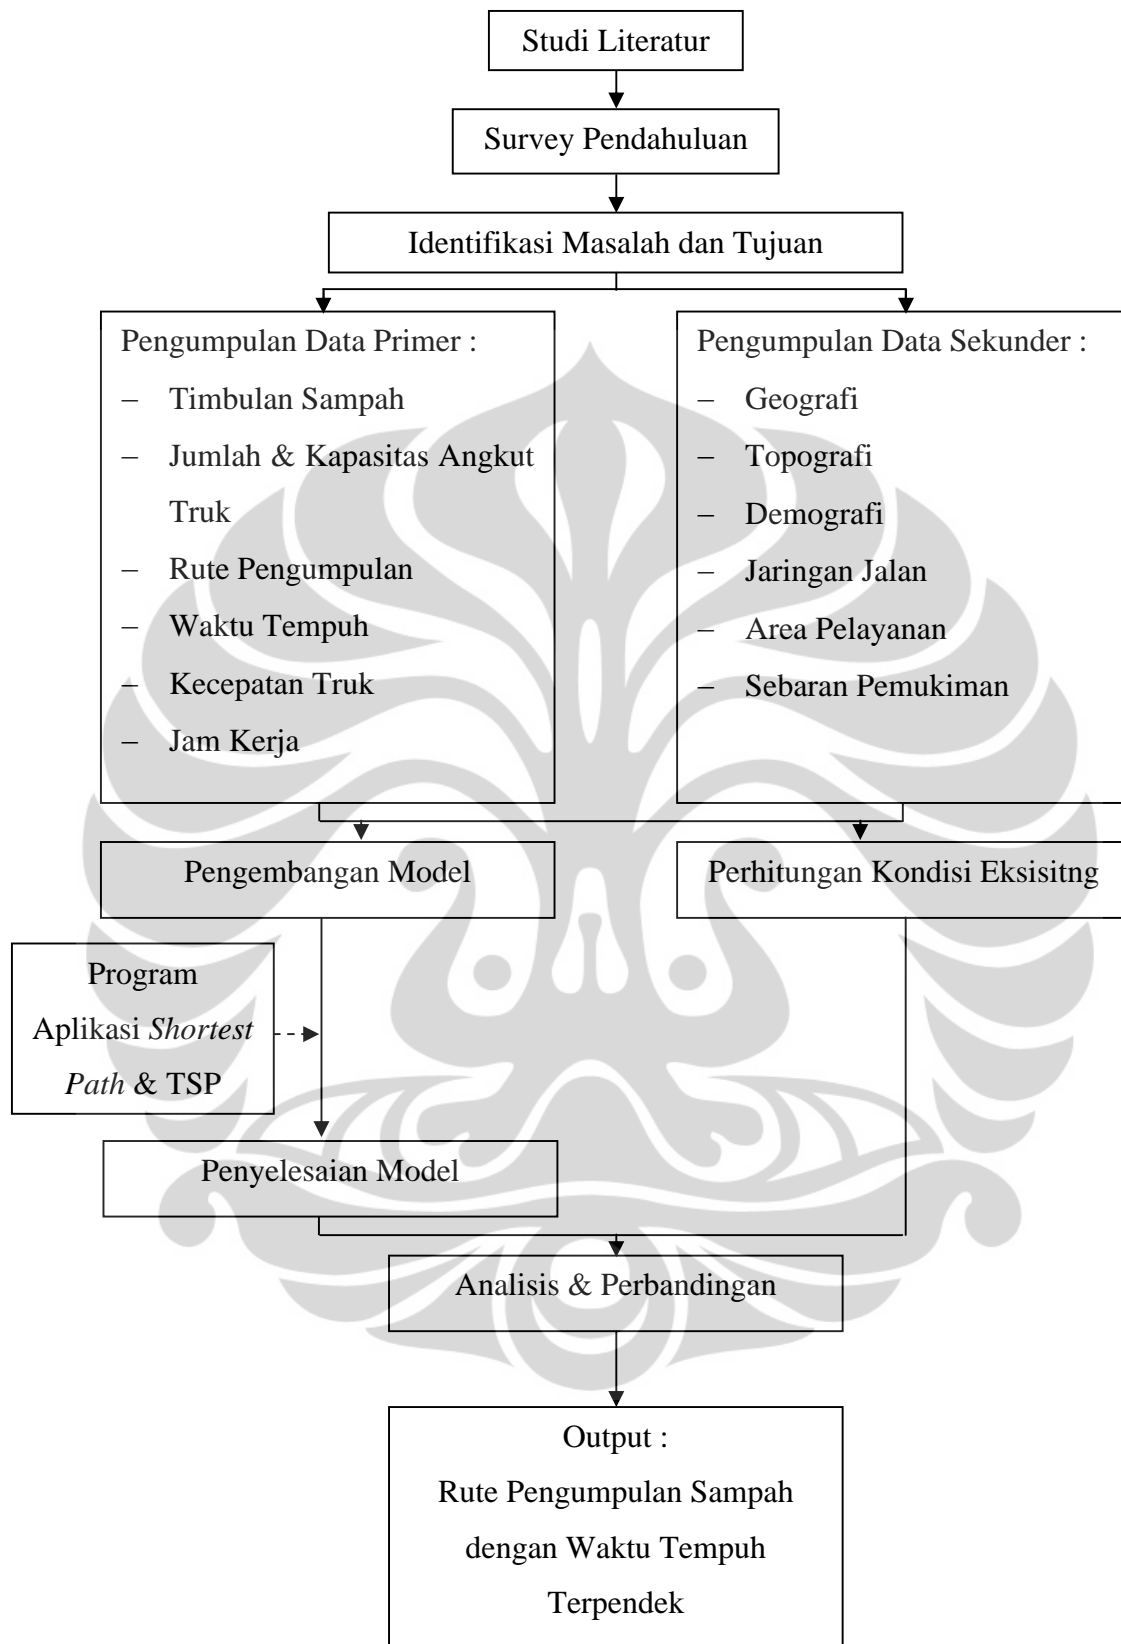 Studi Literatur
Survey Pendahuluan
Identifikasi Masalah dan Tujuan
Pengumpulan Data Primer :
– Timbulan Sampah
– Jumlah & Kapasitas Angkut
Truk
– Rute Pengumpulan
– Waktu Tempuh
– Kecepatan Truk
– Jam Kerja
Pengumpulan Data Sekunder :
– Geografi
– Topografi
– Demografi
– Jaringan Jalan
– Area Pelayanan
– Sebaran Pemukiman
Pengembangan Model
Perhitungan Kondisi Eksisitng
Program
Aplikasi Shortest
Path & TSP
Penyelesaian Model
Analisis & Perbandingan
Output :
Rute Pengumpulan Sampah
dengan Waktu Tempuh
Terpendek